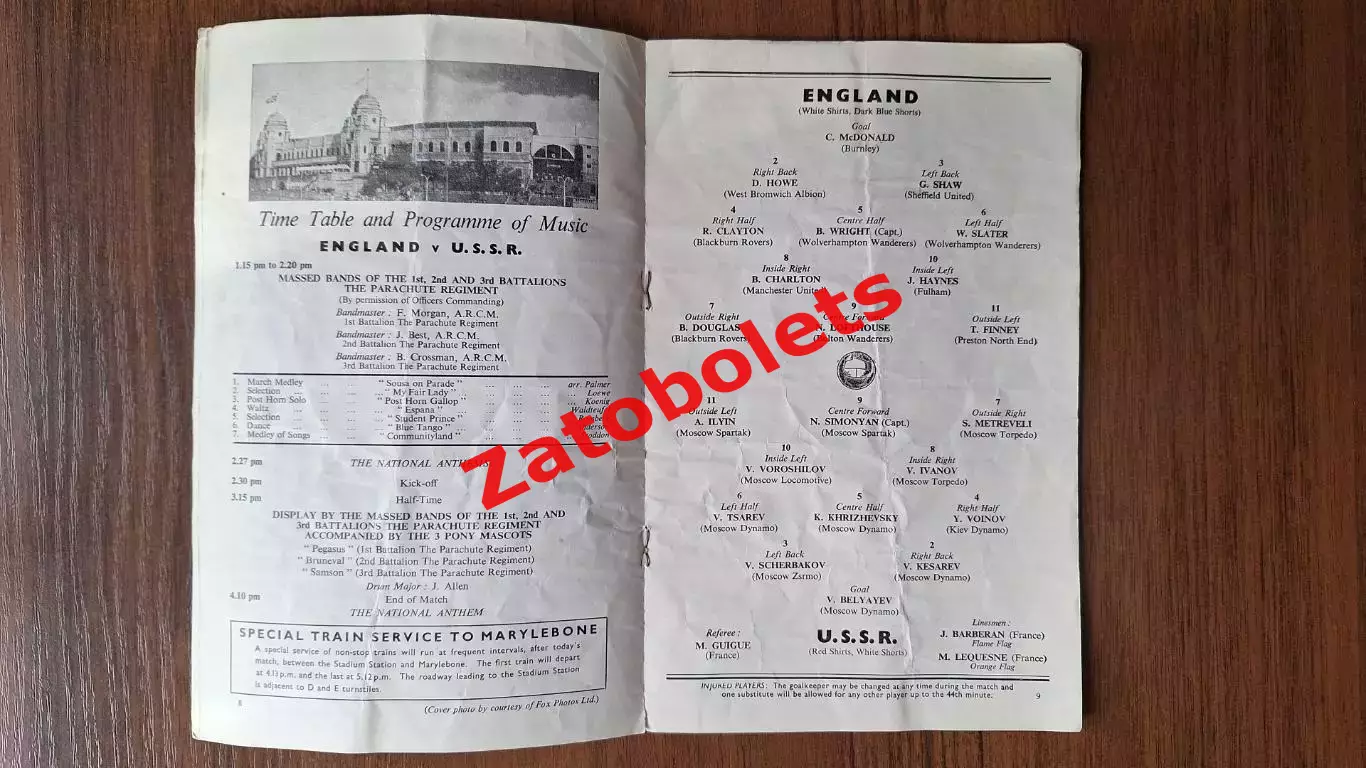 Time Table and Programme of Music
ENGLAND v U.S.S.R.
1.15 pm to 2.20 pm
MASSED BANDS OF THE 1st, 2nd AND 3rd BATTALIONS
THE PARACHUTE REGIMENT
(By permission of Officers Commanding)
Bandmaster : F. Morgan, A.R.C.M.
1st Battalion The Parachute Regiment
Bandmaster : J. Best, A.R.C.M.
2nd Battalion The Parachute Regiment
Bandmaster : B. Crossman, A.R.C.M.
3rd Battalion The Parachute Regiment
1. March Medley ... ... "Sousa on Parade" ... ... ... arr. Palmer
2. Selection ... ... "My Fair Lady" ... ... ... Loewe
3. Post Horn Solo ... ... "Post Horn Gallop" ... ... ... Koenig
4. Waltz ... ... "Espana" ... ... ...
5. Selection ... ... "Student Prince" ... ...
6. Dance ... ... "Blue Tango" ... ...
7. Medley of Songs ... ... "Communityland" ... ...
2.27 pm THE NATIONAL ANTHEMS
2.30 pm Kick-off
3.15 pm Half-Time
DISPLAY BY THE MASSED BANDS OF THE 1st, 2nd AND
3rd BATTALIONS THE PARACHUTE REGIMENT
ACCOMPANIED BY THE 3 PONY MASCOTS
"Pegasus" (1st Battalion The Parachute Regiment)
"Bruneval" (2nd Battalion The Parachute Regiment)
"Samson" (3rd Battalion The Parachute Regiment)
Drum Major : J. Allen
4.10 pm End of Match
THE NATIONAL ANTHEM
SPECIAL TRAIN SERVICE TO MARYLEBONE
A special service of non-stop trains will run at frequent intervals, after today's
match, between the Stadium Station and Marylebone. The first train will depart
at 4.13 p.m. and the last at 5.12 p.m. The roadway leading to the Stadium Station
is adjacent to D and E turnstiles.
8
(Cover photo by courtesy of Fox Photos Ltd.)
ENGLAND
(White Shirts, Dark Blue Shorts)
Goal
C. McDONALD
(Burnley)
2 3
Right Back Left Back
D. HOWE G. SHAW
(West Bromwich Albion) (Sheffield United)
4 5 6
Right Half Centre Half Left Half
R. CLAYTON B. WRIGHT (Capt.) W. SLATER
(Blackburn Rovers) (Wolverhampton Wanderers) (Wolverhampton Wanderers)
8 10
Inside Right Inside Left
B. CHARLTON J. HAYNES
(Manchester United) (Fulham)
7 9 11
Outside Right Centre Forward Outside Left
B. DOUGLAS N. LOFTHOUSE T. FINNEY
(Blackburn Rovers) (Bolton Wanderers) (Preston North End)
11 9 7
Outside Left Centre Forward Outside Right
A. ILYIN N. SIMONYAN (Capt.) S. METREVELI
(Moscow Spartak) (Moscow Spartak) (Moscow Torpedo)
10 8
Inside Left Inside Right
V. VOROSHILOV V. IVANOV
(Moscow Locomotive) (Moscow Torpedo)
6 5 4
Left Half Centre Half Right Half
V. TSAREV K. KHRIZHEVSKY Y. VOINOV
(Moscow Dynamo) (Moscow Dynamo) (Kiev Dynamo)
3 2
Left Back Right Back
V. SCHERBAKOV V. KESAREV
(Moscow Zsrmo) (Moscow Dynamo)
Goal
V. BELYAYEV
(Moscow Dynamo)
Referee :
M. GUIGUE
(France)
U.S.S.R.
(Red Shirts, White Shorts)
Linesmen :
J. BARBERAN (France)
Flame Flag
M. LEQUESNE (France)
Orange Flag
INJURED PLAYERS: The goalkeeper may be changed at any time during the match and
one substitute will be allowed for any other player up to the 44th minute.
9
Zatobolets